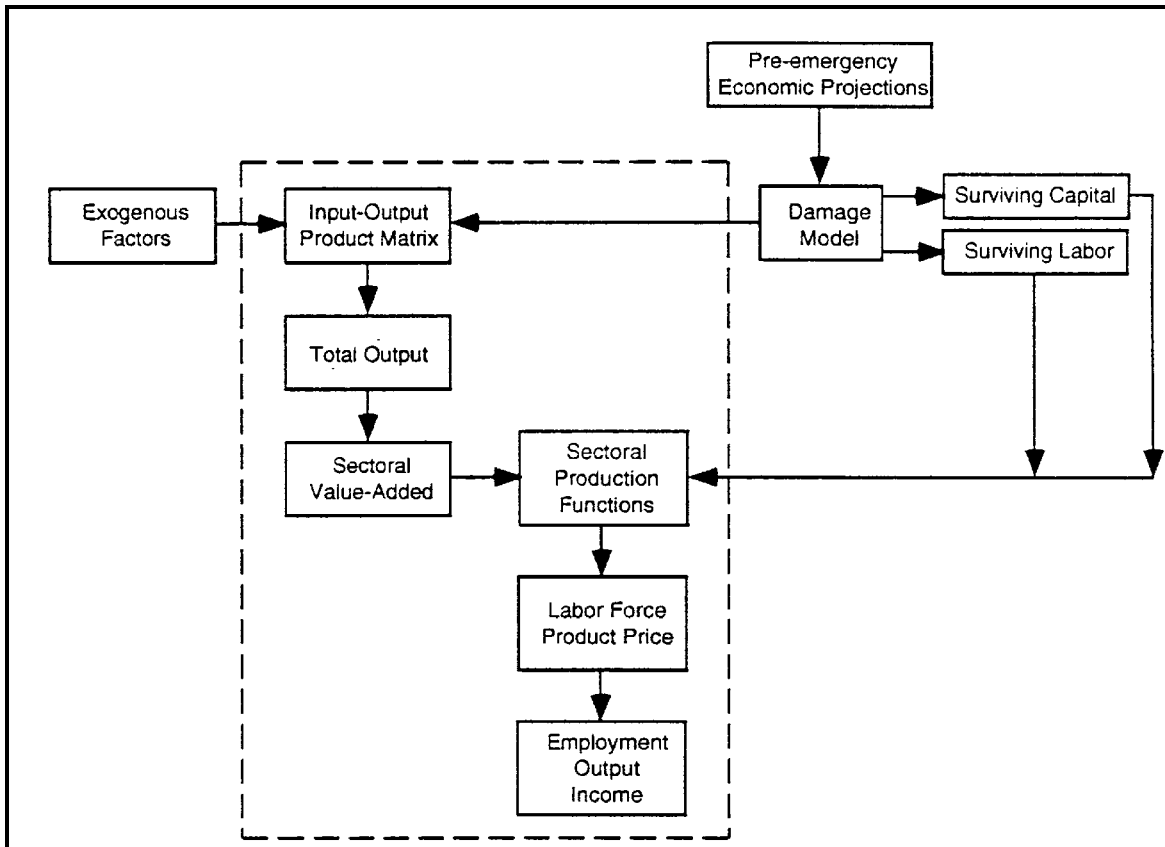 Pre-emergency
Economic Projections
Exogenous
Factors
Input-Output
Product Matrix
Damage
Model
Surviving Capital
Surviving Labor
Total Output
Sectoral
Value-Added
Sectoral
Production
Functions
Labor Force
Product Price
Employment
Output
Income